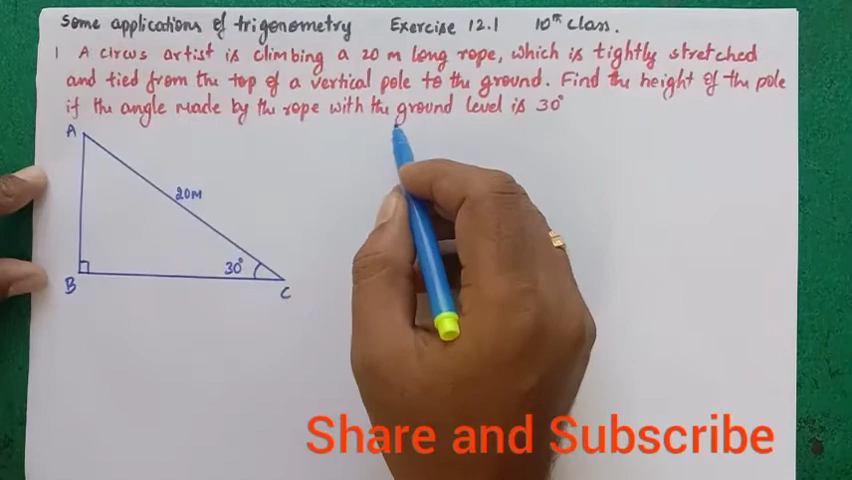 Some applications of trigonometry Exercise 12.1 10th class.
1 A circus artist is climbing a 20 m long rope, which is tightly stretched
and tied from the top of a vertical pole to the ground. Find the height of the pole
if the angle made by the rope with the ground level is 30°
A
20M
30°
B
C
Share and Subscribe